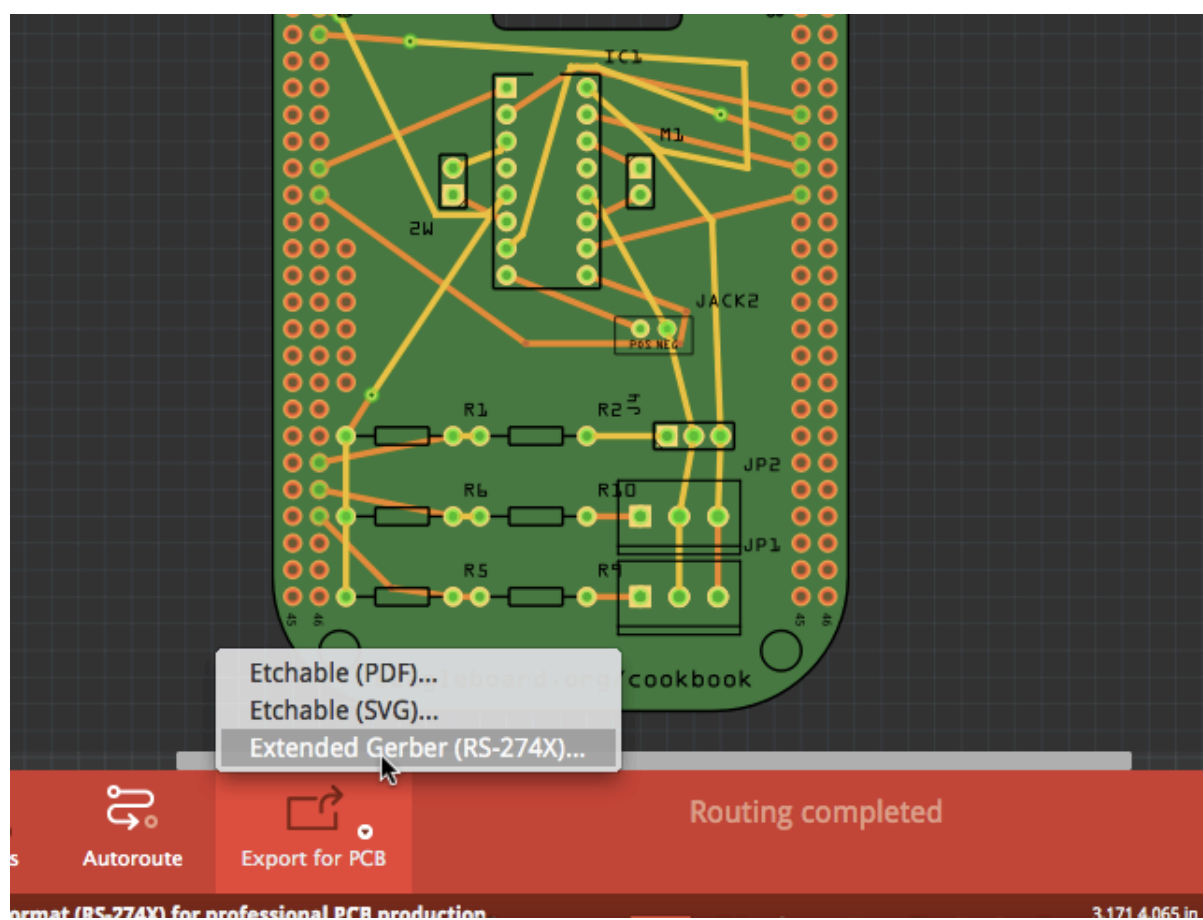 IC1
M1
M2
JACK2
POS NEG
R1
R2
J4
JP2
R6
R10
JP1
R5
R9
45
46
45
46
Etchable (PDF)...
/cookbook
Etchable (SVG)...
Extended Gerber (RS-274X)...
Routing completed
s
Autoroute
Export for PCB
ormat (RS-274X) for professional PCB production
3.171 4.065 in